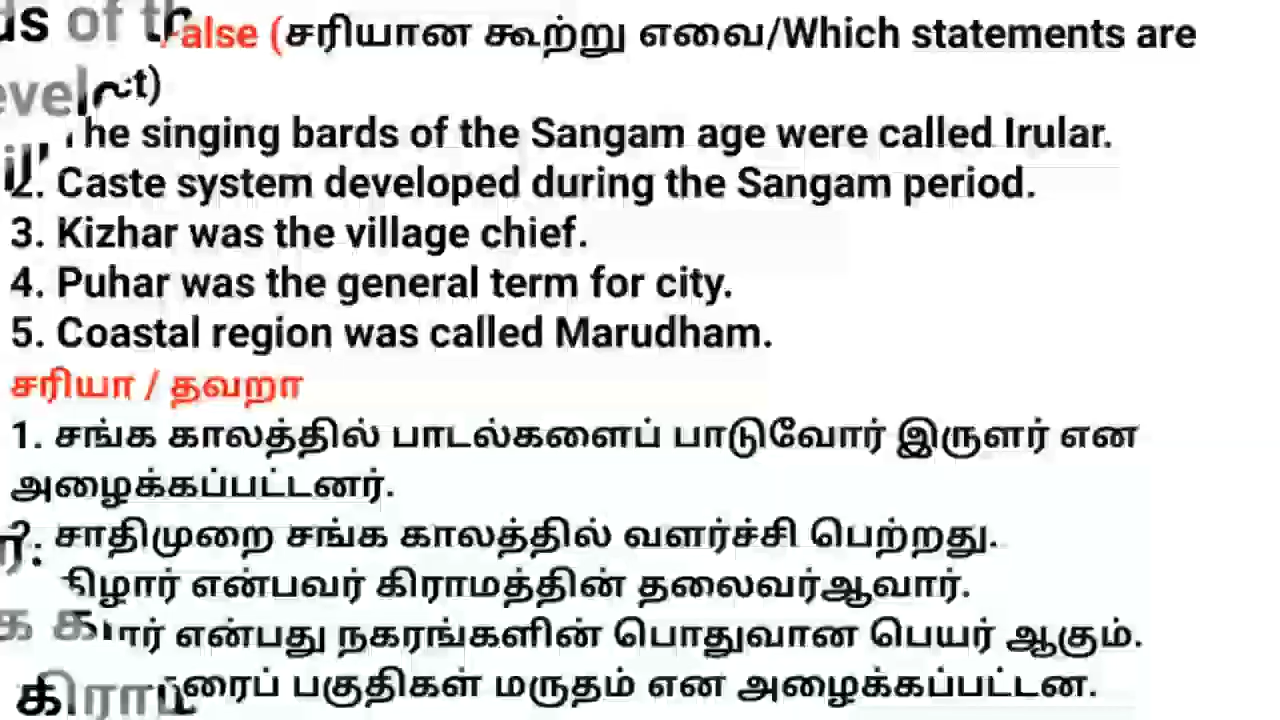 False (சரியான கூற்று எவை/Which statements are
The singing bards of the Sangam age were called Irular.
2. Caste system developed during the Sangam period.
3. Kizhar was the village chief.
4. Puhar was the general term for city.
5. Coastal region was called Marudham.
சரியா / தவறா
1. சங்க காலத்தில் பாடல்களைப் பாடுவோர் இருளர் என
அழைக்கப்பட்டனர்.
2. சாதிமுறை சங்க காலத்தில் வளர்ச்சி பெற்றது.
கிழார் என்பவர் கிராமத்தின் தலைவர்ஆவார்.
என்பது நகரங்களின் பொதுவான பெயர் ஆகும்.
பகுதிகள் மருதம் என அழைக்கப்பட்டன.